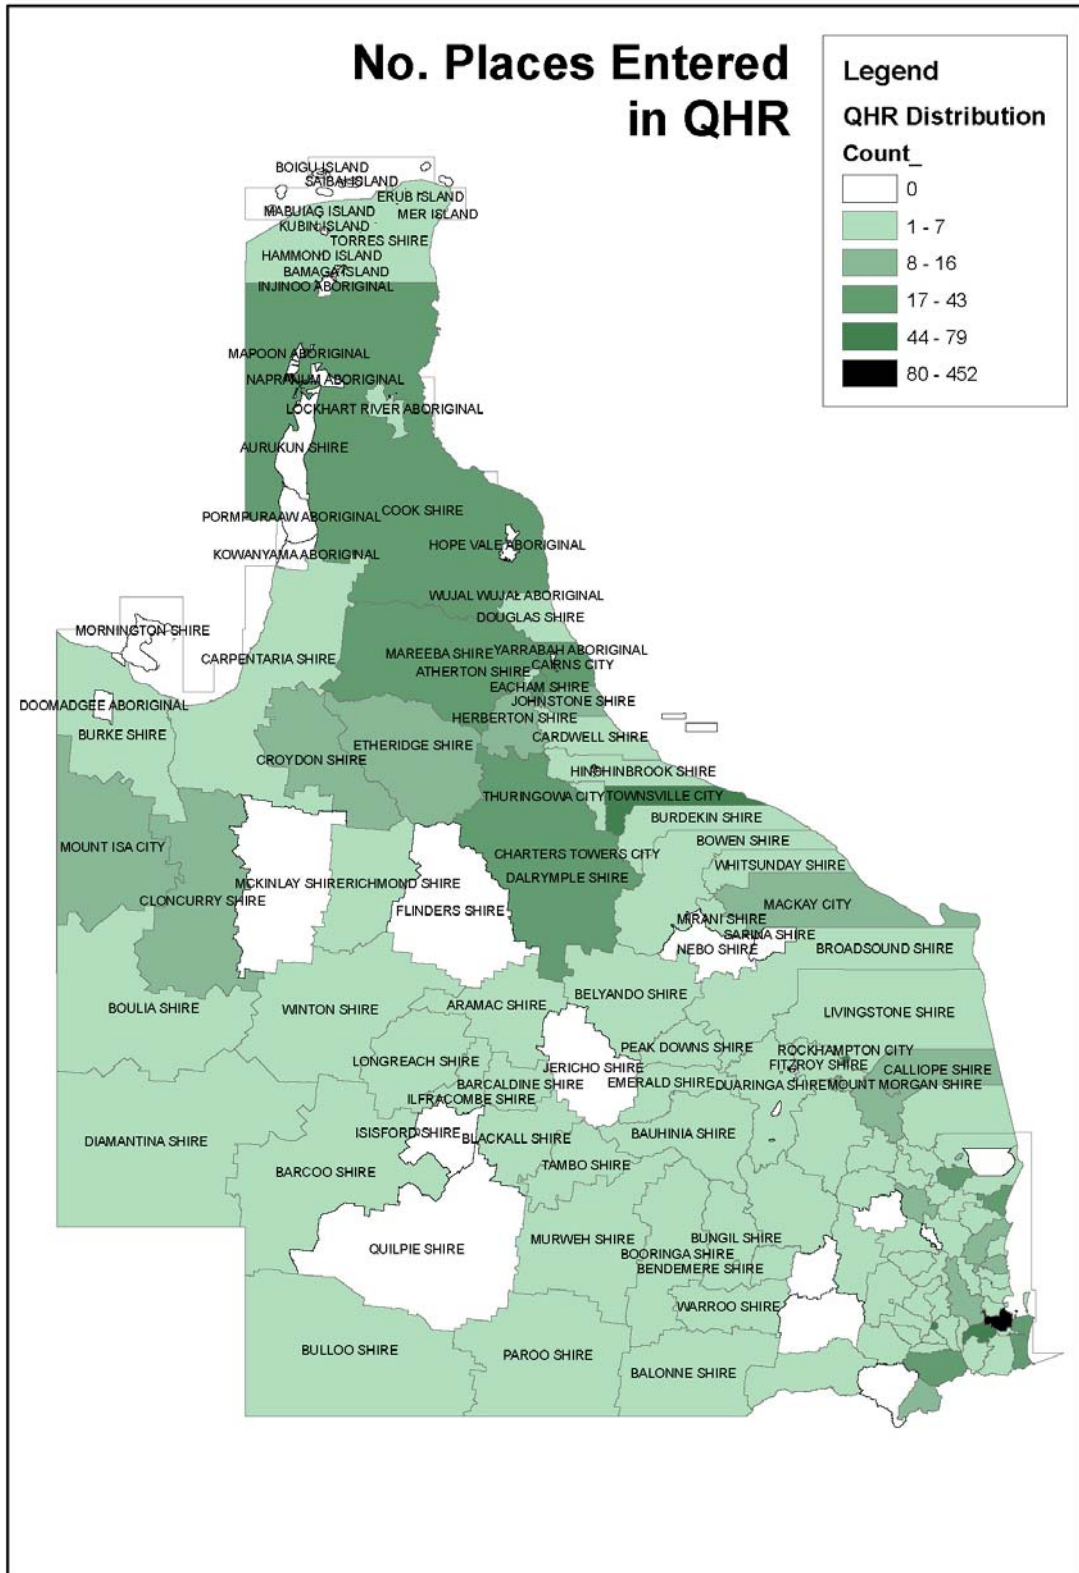 No. Places Entered
in QHR
Legend
QHR Distribution
Count_
0
1 - 7
8 - 16
17 - 43
44 - 79
80 - 452
BOIGU ISLAND
SAIBAI ISLAND
ERUB ISLAND
MABUIAG ISLAND
MER ISLAND
KUBIN ISLAND
TORRES SHIRE
HAMMOND ISLAND
BAMAGA ISLAND
INJINOO ABORIGINAL
MAPOON ABORIGINAL
NAPRANUM ABORIGINAL
LOCKHART RIVER ABORIGINAL
AURUKUN SHIRE
COOK SHIRE
PORMPURAAW ABORIGINAL
HOPE VALE ABORIGINAL
KOWANYAMA ABORIGINAL
WUJAL WUJAL ABORIGINAL
DOUGLAS SHIRE
MORNINGTON SHIRE
CARPENTARIA SHIRE
MAREEBA SHIRE
YARRABAH ABORIGINAL
CAIRNS CITY
ATHERTON SHIRE
EACHAM SHIRE
JOHNSTONE SHIRE
DOOMADGEE ABORIGINAL
HERBERTON SHIRE
BURKE SHIRE
CARDWELL SHIRE
ETHERIDGE SHIRE
CROYDON SHIRE
HINCHINBROOK SHIRE
THURINGOWA CITY
TOWNSVILLE CITY
BURDEKIN SHIRE
BOWEN SHIRE
MOUNT ISA CITY
CHARTERS TOWERS CITY
WHITSUNDAY SHIRE
DALRYMPLE SHIRE
MCKINLAY SHIRE
RICHMOND SHIRE
CLONCURRY SHIRE
MACKAY CITY
FLINDERS SHIRE
MIRANI SHIRE
SARINA SHIRE
NEBO SHIRE
BROADSOUND SHIRE
BELYANDO SHIRE
BOULIA SHIRE
WINTON SHIRE
ARAMAC SHIRE
LIVINGSTONE SHIRE
PEAK DOWNS SHIRE
ROCKHAMPTON CITY
LONGREACH SHIRE
JERICHO SHIRE
FITZROY SHIRE
CALLIOPE SHIRE
BARCALDINE SHIRE
EMERALD SHIRE
DUARINGA SHIRE
MOUNT MORGAN SHIRE
ILFRACOMBE SHIRE
ISISFORD SHIRE
BLACKALL SHIRE
BAUHINIA SHIRE
DIAMANTINA SHIRE
BARCOO SHIRE
TAMBO SHIRE
QUILPIE SHIRE
MURWEH SHIRE
BUNGIL SHIRE
BOORINGA SHIRE
BENDEMERE SHIRE
WARROO SHIRE
BULLOO SHIRE
PAROO SHIRE
BALONNE SHIRE